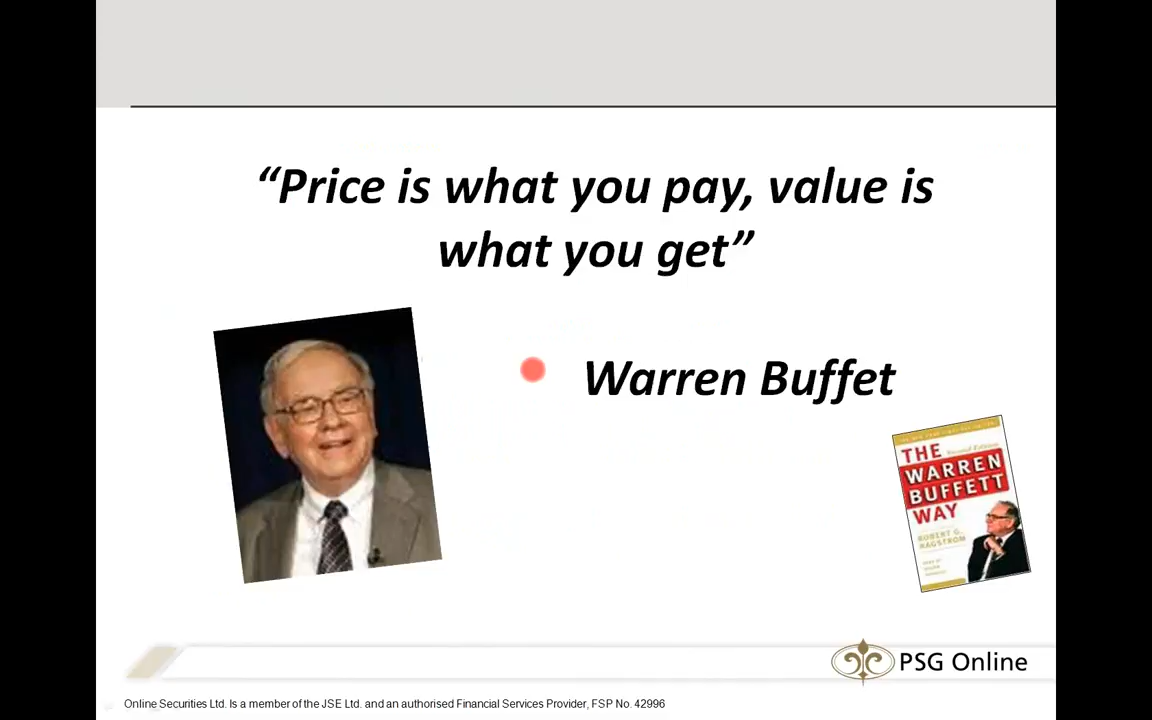 “Price is what you pay, value is
what you get”
Warren Buffet
THE
WARREN
BUFFETT
WAY
ROBERT G.
HAGSTROM
PSG Online
Online Securities Ltd. Is a member of the JSE Ltd. and an authorised Financial Services Provider, FSP No. 42996